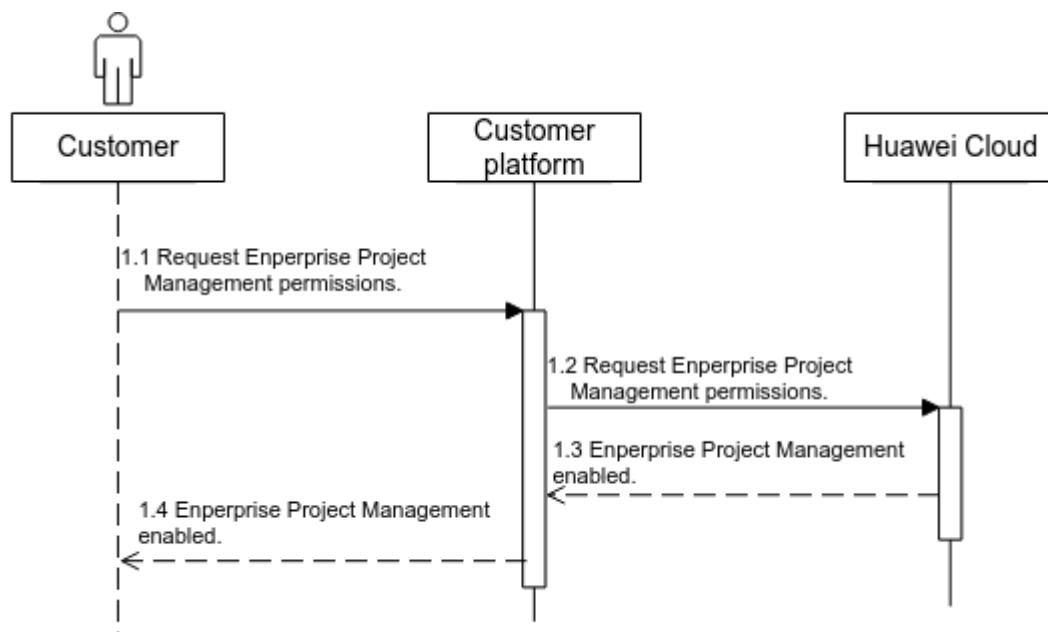 Customer
Customer
platform
Huawei Cloud
1.1 Request Enperprise Project
Management permissions.
1.2 Request Enperprise Project
Management permissions.
1.3 Enperprise Project Management
enabled.
1.4 Enperprise Project Management
enabled.